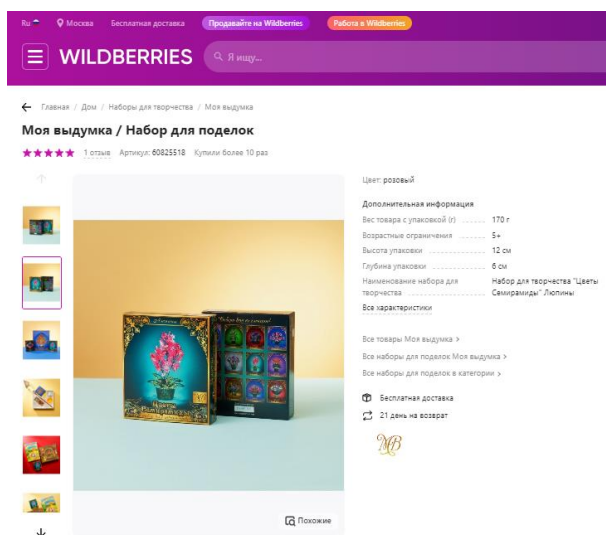 Ru
Москва
Бесплатная доставка
Продавайте на Wildberries
Работа в Wildberries
WILDBERRIES
Я ищу...
Главная / Дом / Наборы для творчества / Моя выдумка
Моя выдумка / Набор для поделок
1 отзыв Артикул: 60825518 Купили более 10 раз
Цвет: розовый
Дополнительная информация
Вес товара с упаковкой (г) 170 г
Возрастные ограничения 5+
Высота упаковки 12 см
Глубина упаковки 6 см
Наименование набора для творчества Набор для творчества "Цветы Семирамиды" Люпины
Все характеристики
Все товары Моя выдумка >
Все наборы для поделок Моя выдумка >
Все наборы для поделок в категории >
Бесплатная доставка
21 день на возврат
МВ
Похожие